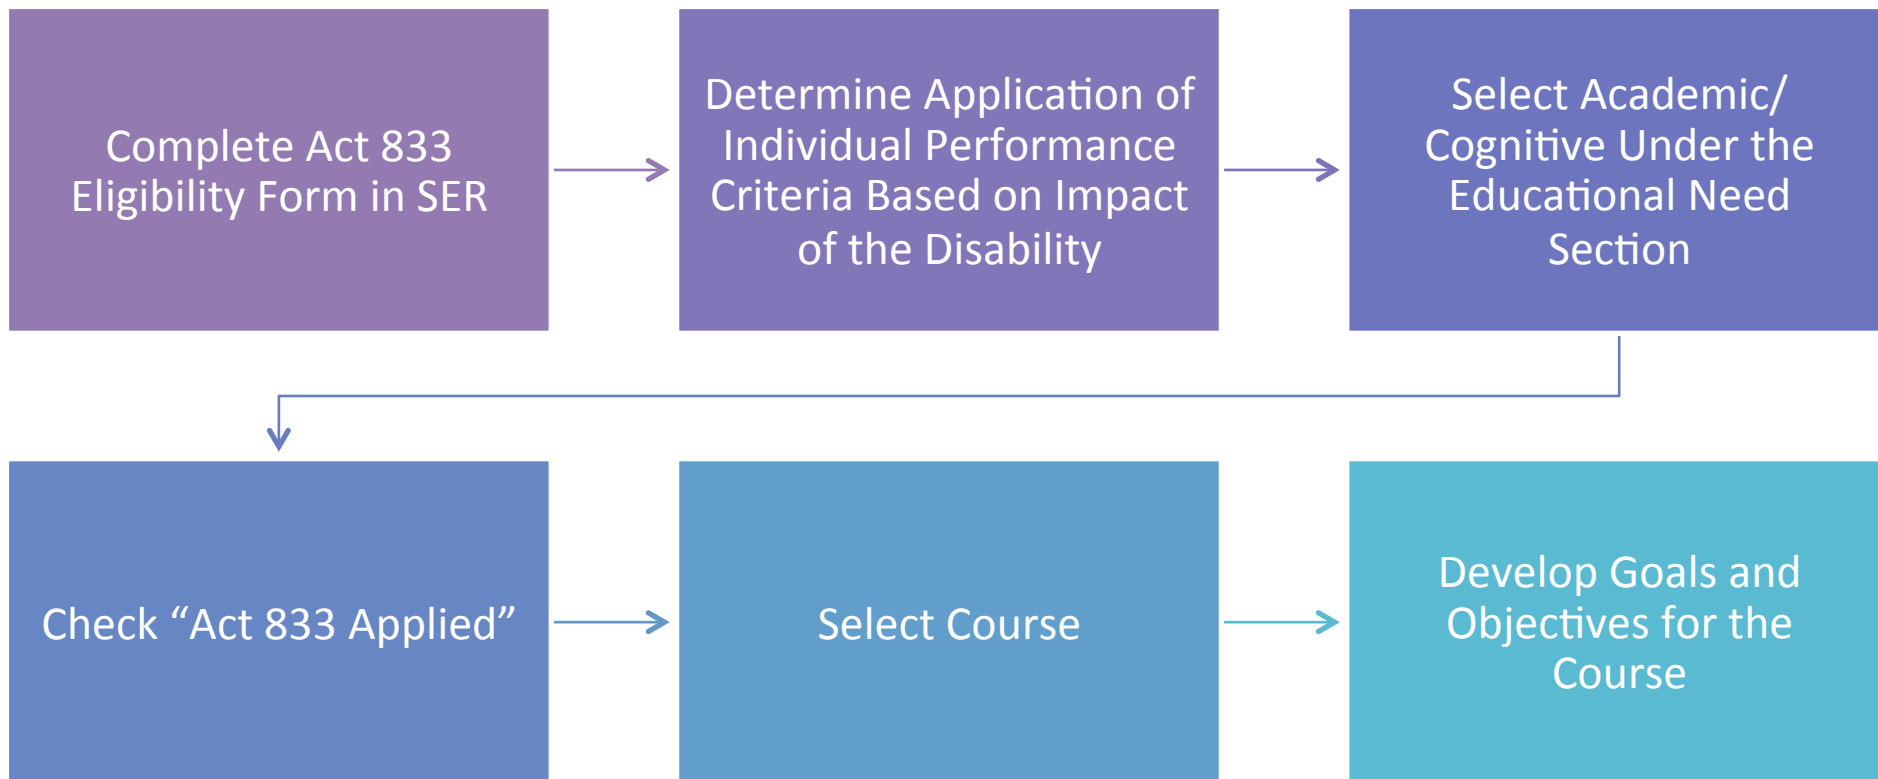 Complete Act 833
Eligibility Form in SER
Determine Application of
Individual Performance
Criteria Based on Impact
of the Disability
Select Academic/
Cognitive Under the
Educational Need
Section
Check “Act 833 Applied”
Select Course
Develop Goals and
Objectives for the
Course